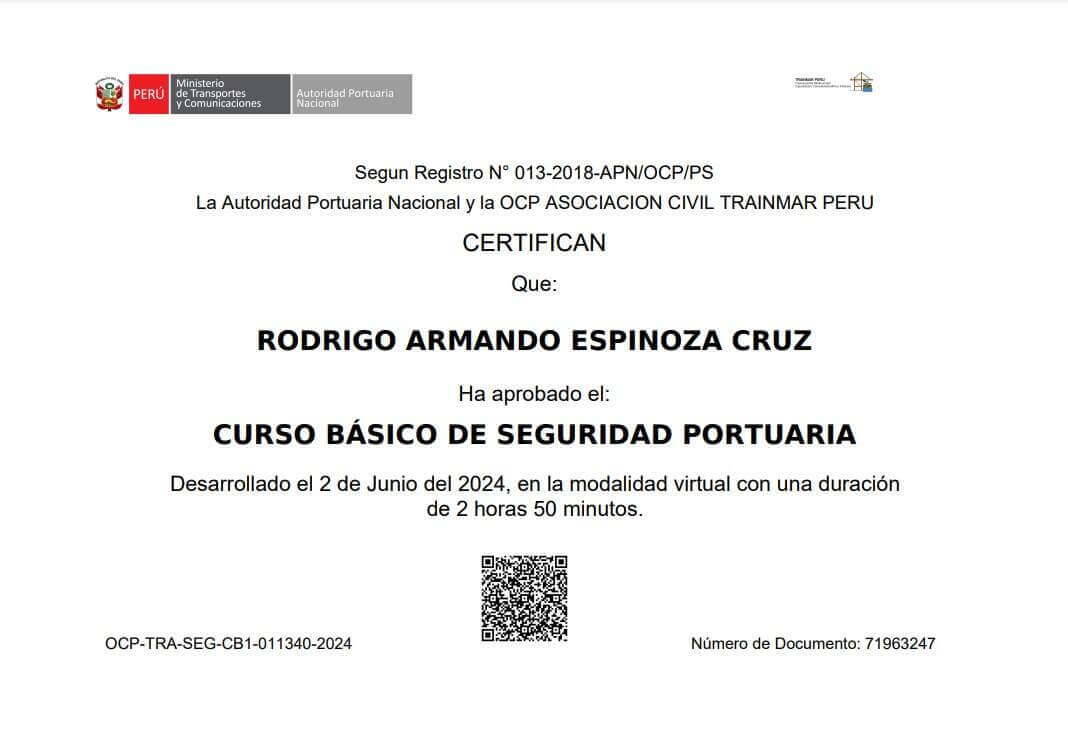 PERÚ
Ministerio
de Transportes
y Comunicaciones
Autoridad Portuaria
Nacional
TRAINMAR PERU
Segun Registro N° 013-2018-APN/OCP/PS
La Autoridad Portuaria Nacional y la OCP ASOCIACION CIVIL TRAINMAR PERU
CERTIFICAN
Que:
RODRIGO ARMANDO ESPINOZA CRUZ
Ha aprobado el:
CURSO BÁSICO DE SEGURIDAD PORTUARIA
Desarrollado el 2 de Junio del 2024, en la modalidad virtual con una duración
de 2 horas 50 minutos.
OCP-TRA-SEG-CB1-011340-2024
Número de Documento: 71963247